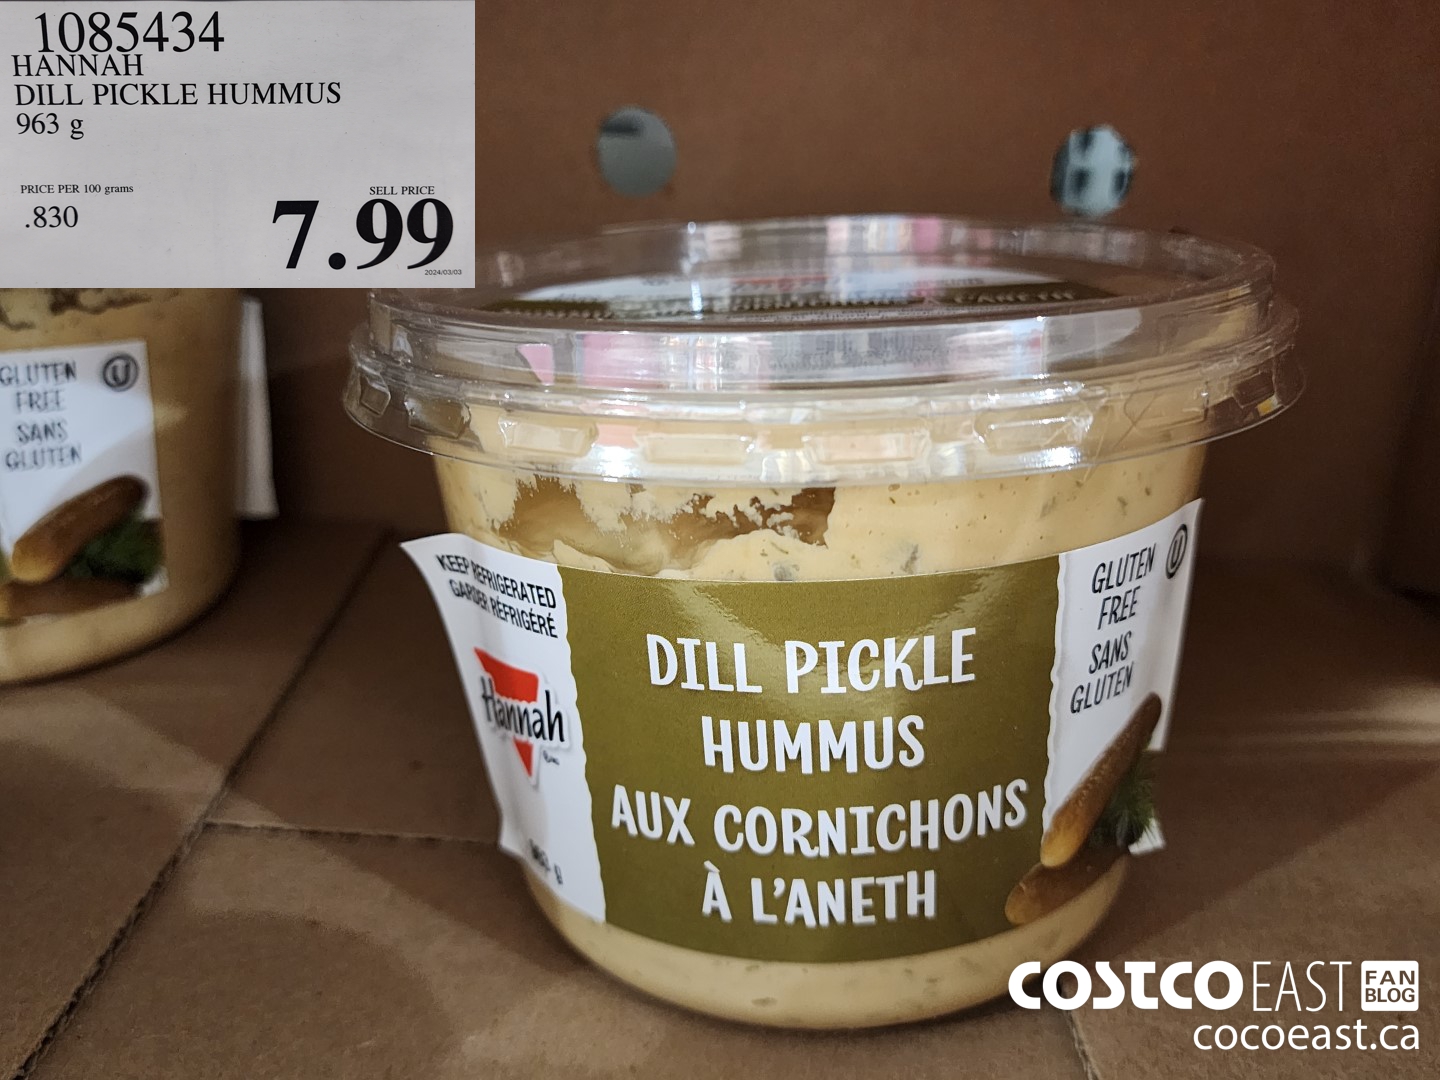 1085434
HANNAH
DILL PICKLE HUMMUS
963 g
PRICE PER 100 grams
.830
SELL PRICE
7.99
2024/03/03
GLUTEN
FREE
SANS
GLUTEN
U
KEEP REFRIGERATED
GARDER RÉFRIGÉRÉ
Hannah
963 g
DILL PICKLE
HUMMUS
AUX CORNICHONS
À L'ANETH
GLUTEN
FREE
SANS
GLUTEN
U
À L'ANETH
COSTCO EAST FAN BLOG
cocoeast.ca